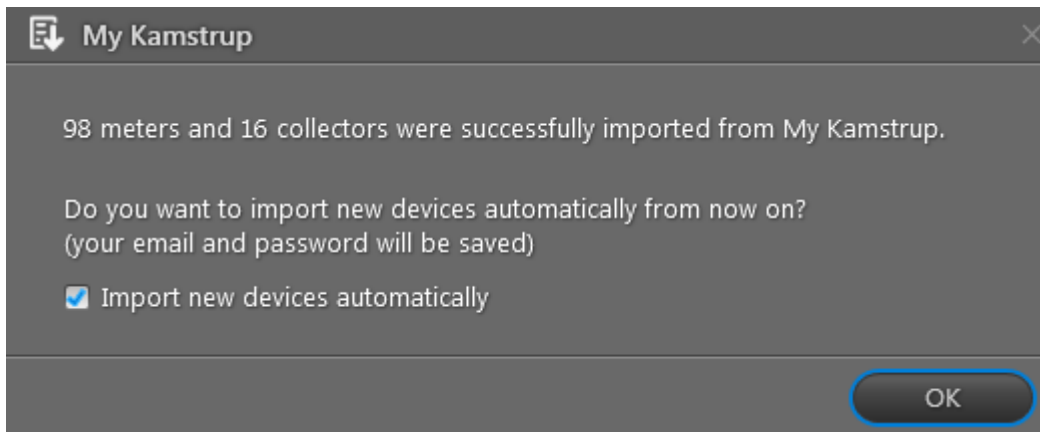 My Kamstrup
98 meters and 16 collectors were successfully imported from My Kamstrup.
Do you want to import new devices automatically from now on?
(your email and password will be saved)
Import new devices automatically
OK